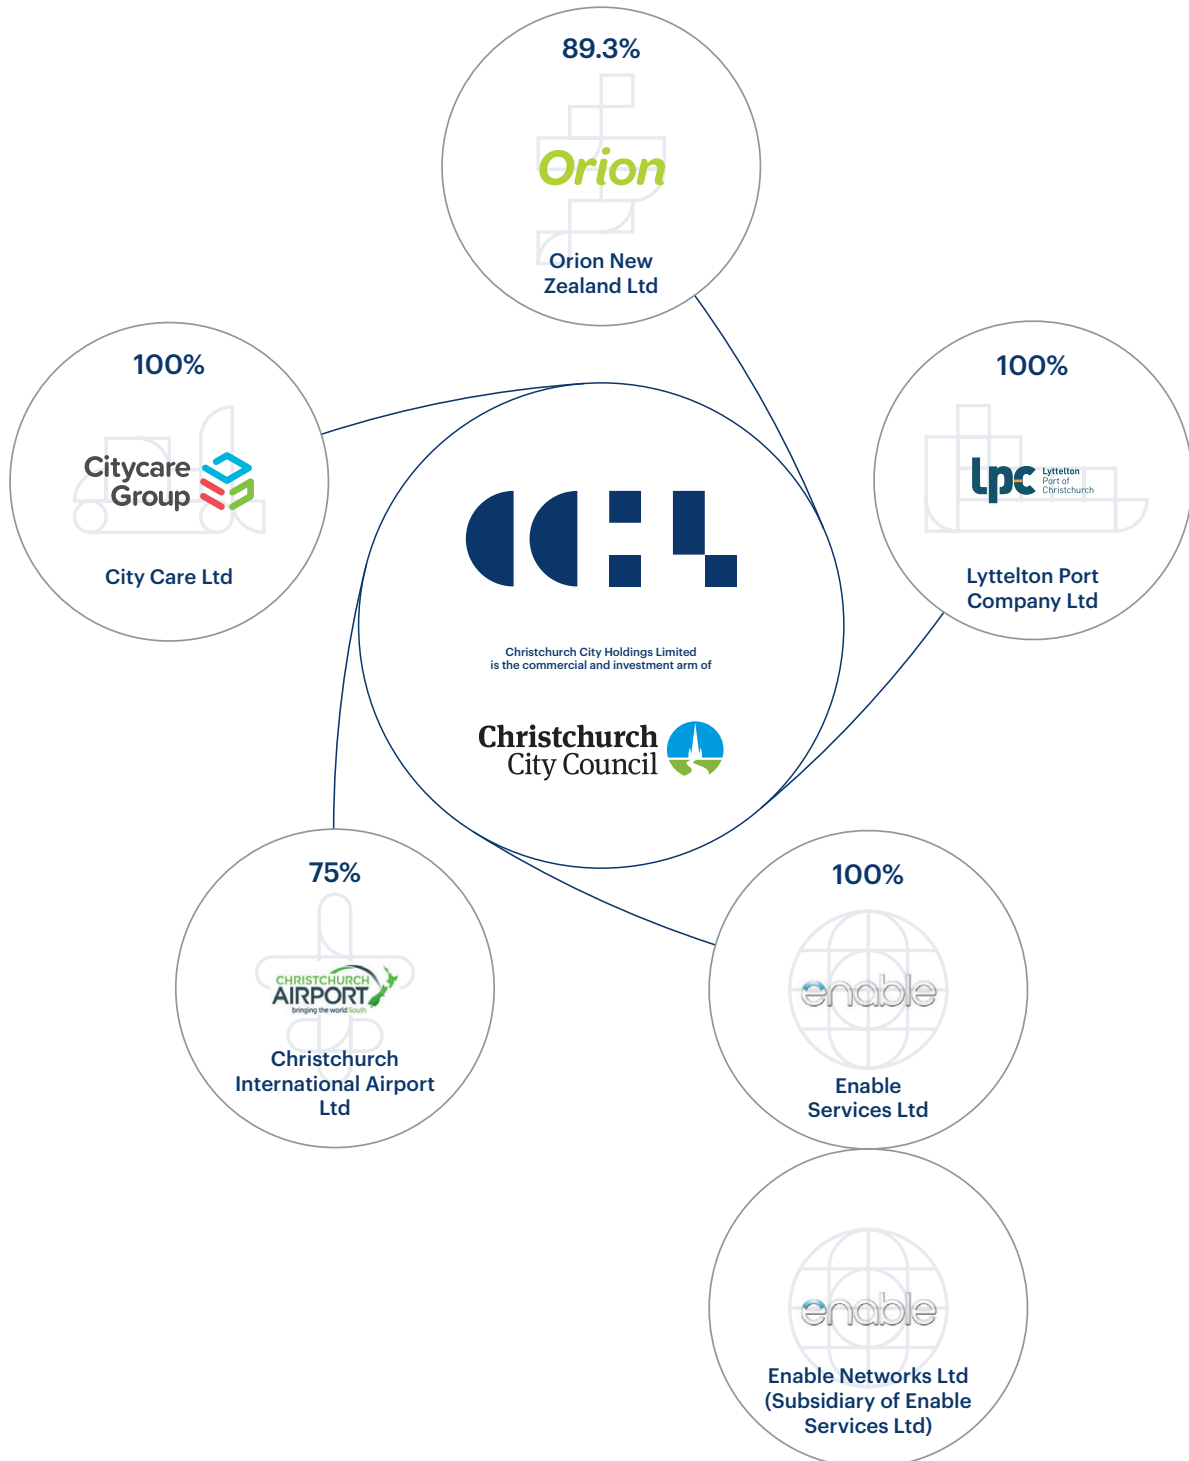 89.3%
Orion
Orion New
Zealand Ltd
100%
Citycare
Group
City Care Ltd
100%
lpc
Lyttelton
Port of
Christchurch
Lyttelton Port
Company Ltd
CCHL
Christchurch City Holdings Limited
is the commercial and investment arm of
Christchurch
City Council
75%
CHRISTCHURCH
AIRPORT
bringing the world South
Christchurch
International Airport
Ltd
100%
enable
Enable
Services Ltd
enable
Enable Networks Ltd
(Subsidiary of Enable
Services Ltd)